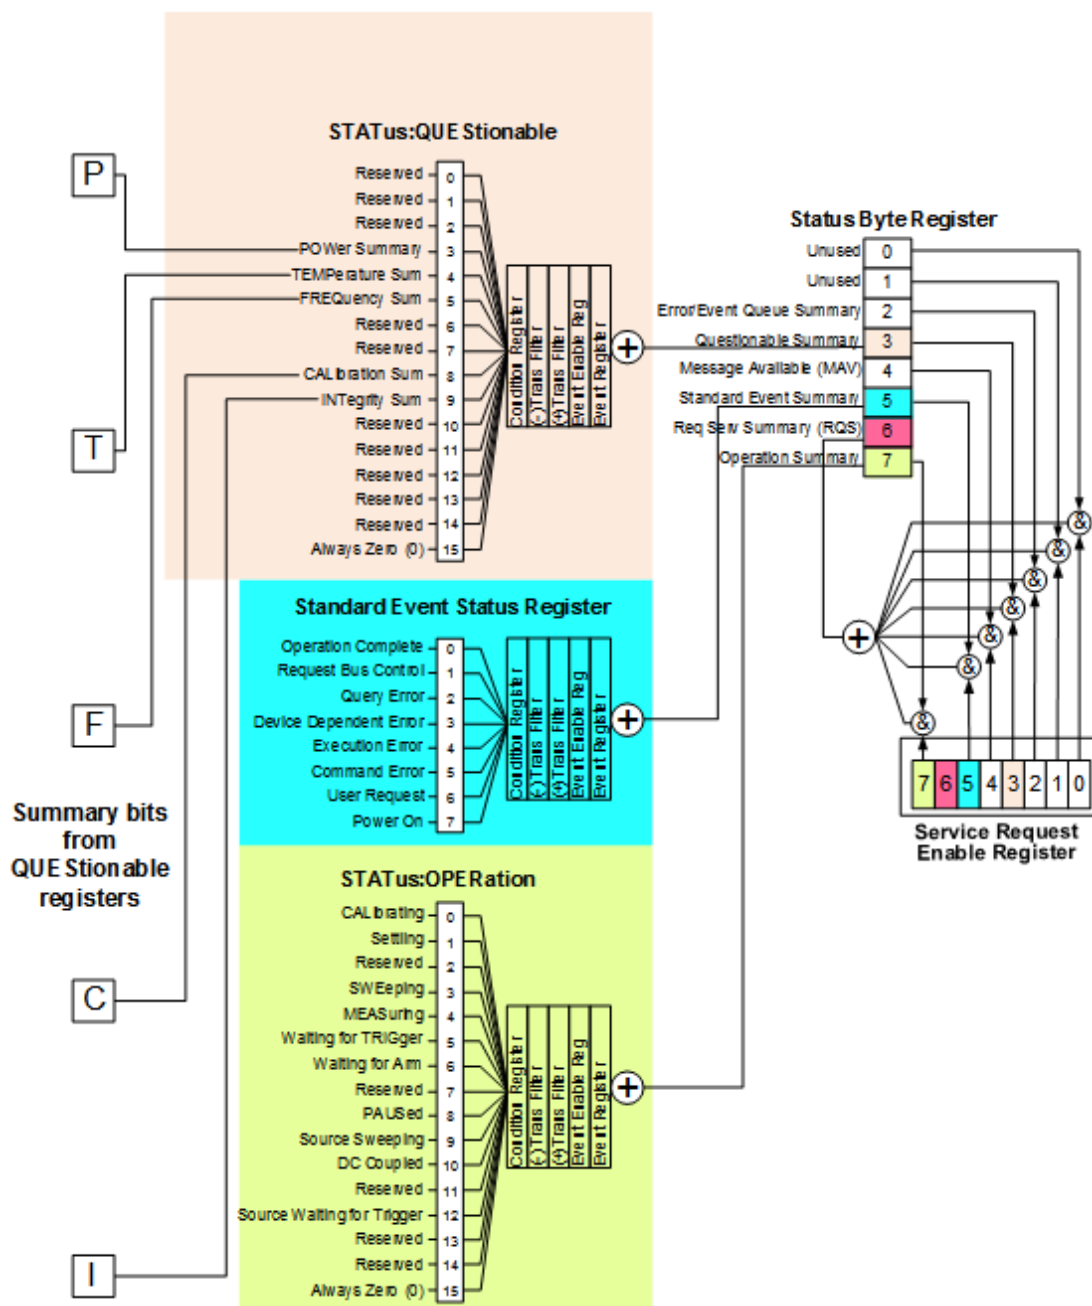 STATus:QUEStionable
P
Reserved 0
Reserved 1
Reserved 2
POWer Summary 3
TEMPerature Sum 4
FREQuency Sum 5
Reserved 6
Reserved 7
CALibration Sum 8
INTegrity Sum 9
Reserved 10
Reserved 11
Reserved 12
Reserved 13
Reserved 14
Always Zero (0) 15
Condition Register
(-) Trans Filter
(+) Trans Filter
Event Enable Reg
Event Register
+
T
F
Summary bits
from
QUEStionable
registers
C
I
Standard Event Status Register
Operation Complete 0
Request Bus Control 1
Query Error 2
Device Dependent Error 3
Execution Error 4
Command Error 5
User Request 6
Power On 7
Condition Register
(-) Trans Filter
(+) Trans Filter
Event Enable Reg
Event Register
+
STATus:OPERation
CALibrating 0
Settling 1
Reserved 2
SWEeping 3
MEASuring 4
Waiting for TRIGger 5
Waiting for Arm 6
Reserved 7
PAUSed 8
Source Sweeping 9
DC Coupled 10
Reserved 11
Source Waiting for Trigger 12
Reserved 13
Reserved 14
Always Zero (0) 15
Condition Register
(-) Trans Filter
(+) Trans Filter
Event Enable Reg
Event Register
+
Status Byte Register
Unused 0
Unused 1
Error/Event Queue Summary 2
Questionable Summary 3
Message Available (MAV) 4
Standard Event Summary 5
Req Serv Summary (RQS) 6
Operation Summary 7
&
&
&
&
&
&
&
+
7 6 5 4 3 2 1 0
Service Request
Enable Register